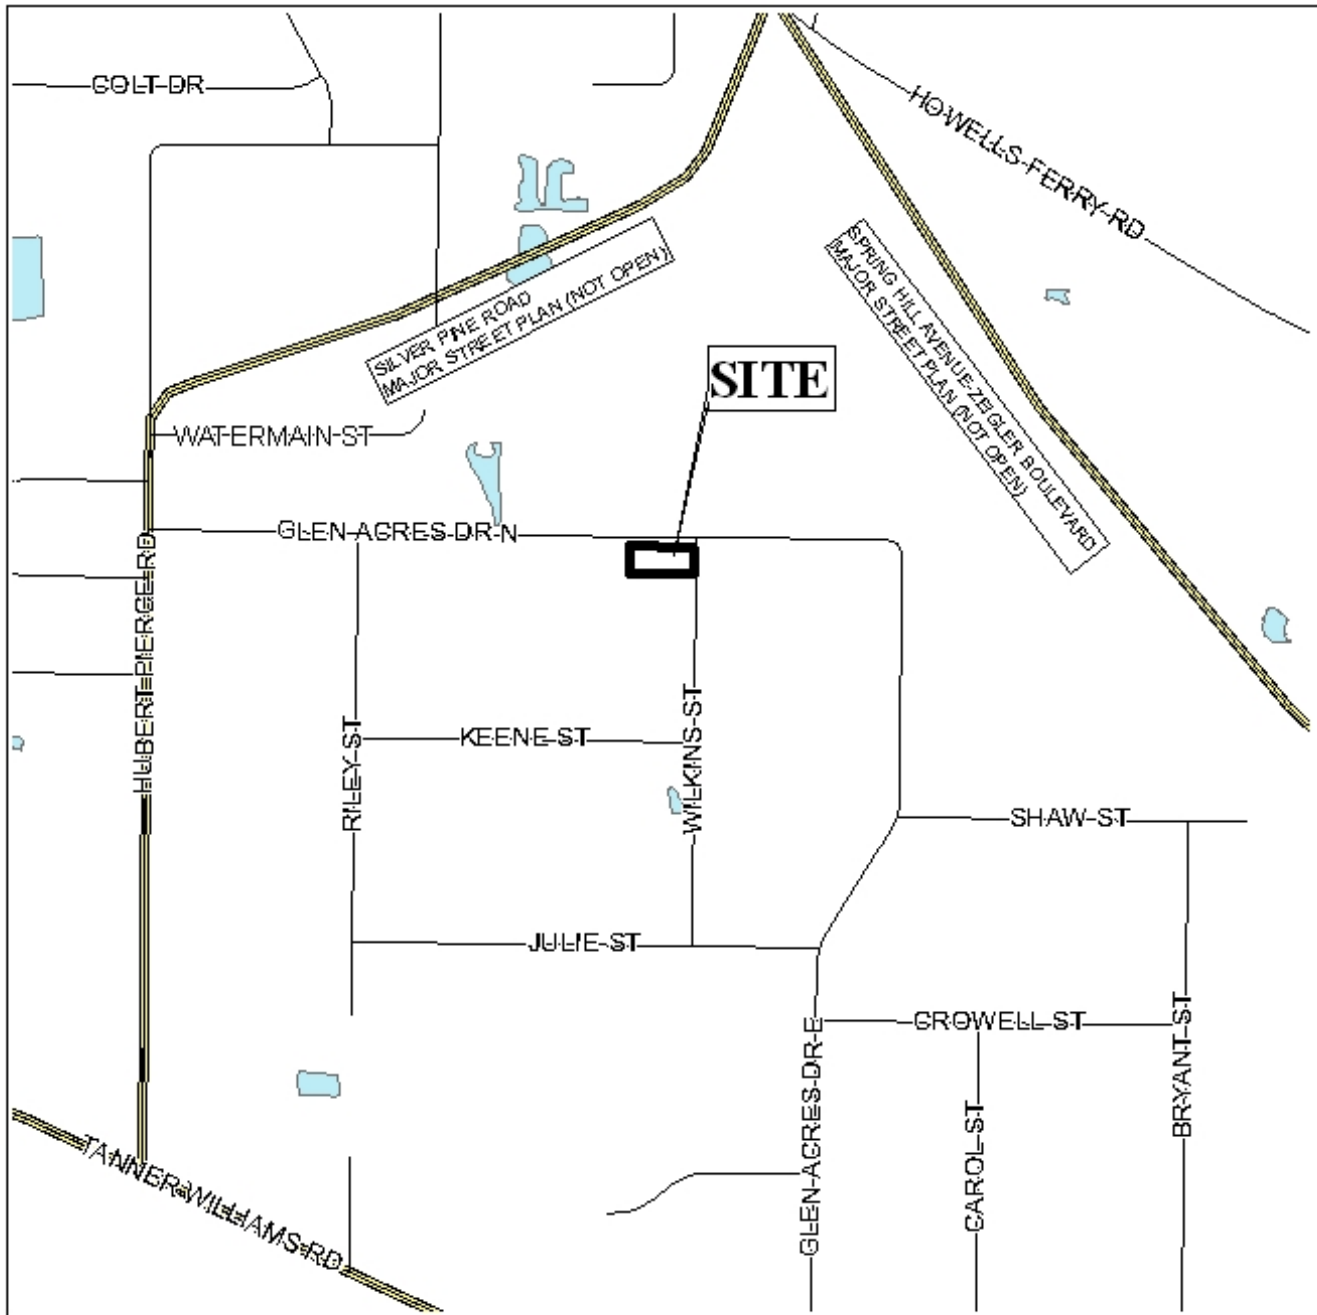 COLT DR
HOWELLS FERRY RD
SILVER PINE ROAD
MAJOR STREET PLAN (NOT OPEN)
SPRING HILL AVENUE-ZEIGLER BOULEVARD
MAJOR STREET PLAN (NOT OPEN)
SITE
WATERMAIN ST
GLEN ACRES DR N
HUBERT PIERCE RD
RILEY ST
KEENE ST
WILKINS ST
SHAW ST
JULIE ST
CROWELL ST
GLEN ACRES DR E
CAROL ST
BRYANT ST
TANNER WILLIAMS RD